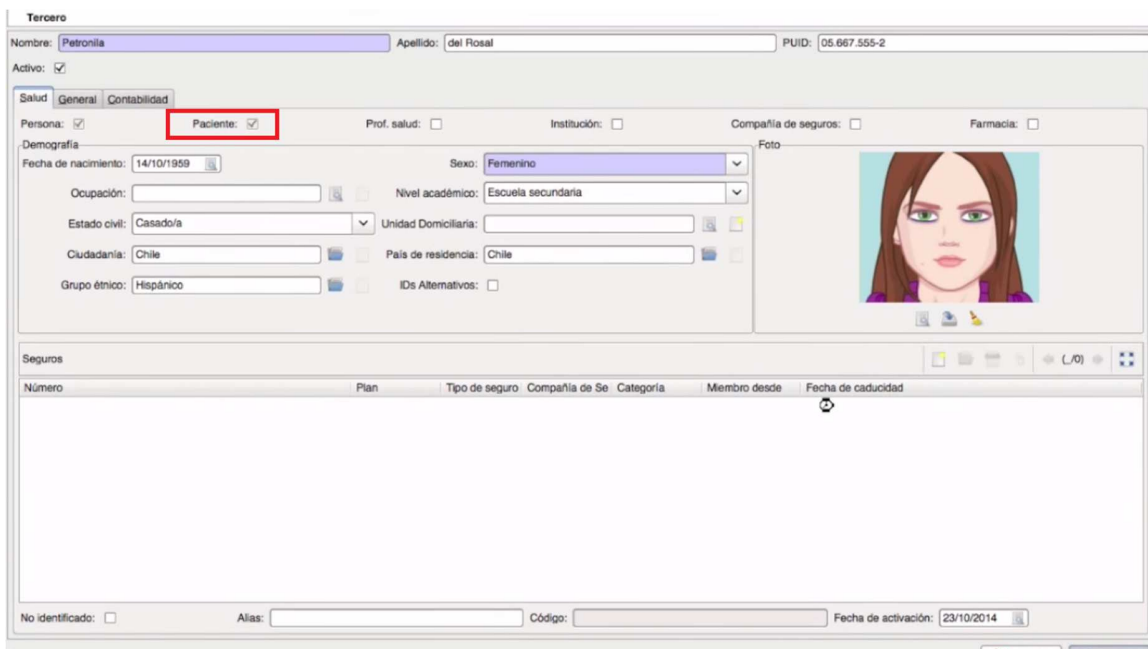 Tercero
Nombre: Petronila Apellido: del Rosal PUID: 05.667.555-2
Activo:
Salud General Contabilidad
Persona: Paciente: Prof. salud: Institución: Compañía de seguros: Farmacia:
Demografía Foto
Fecha de nacimiento: 14/10/1959 Sexo: Femenino
Ocupación: Nivel académico: Escuela secundaria
Estado civil: Casado/a Unidad Domiciliaria:
Ciudadanía: Chile País de residencia: Chile
Grupo étnico: Hispánico IDs Alternativos:
Seguros (_/0)
Número Plan Tipo de seguro Compañía de Se Categoría Miembro desde Fecha de caducidad
No identificado: Alias: Código: Fecha de activación: 23/10/2014